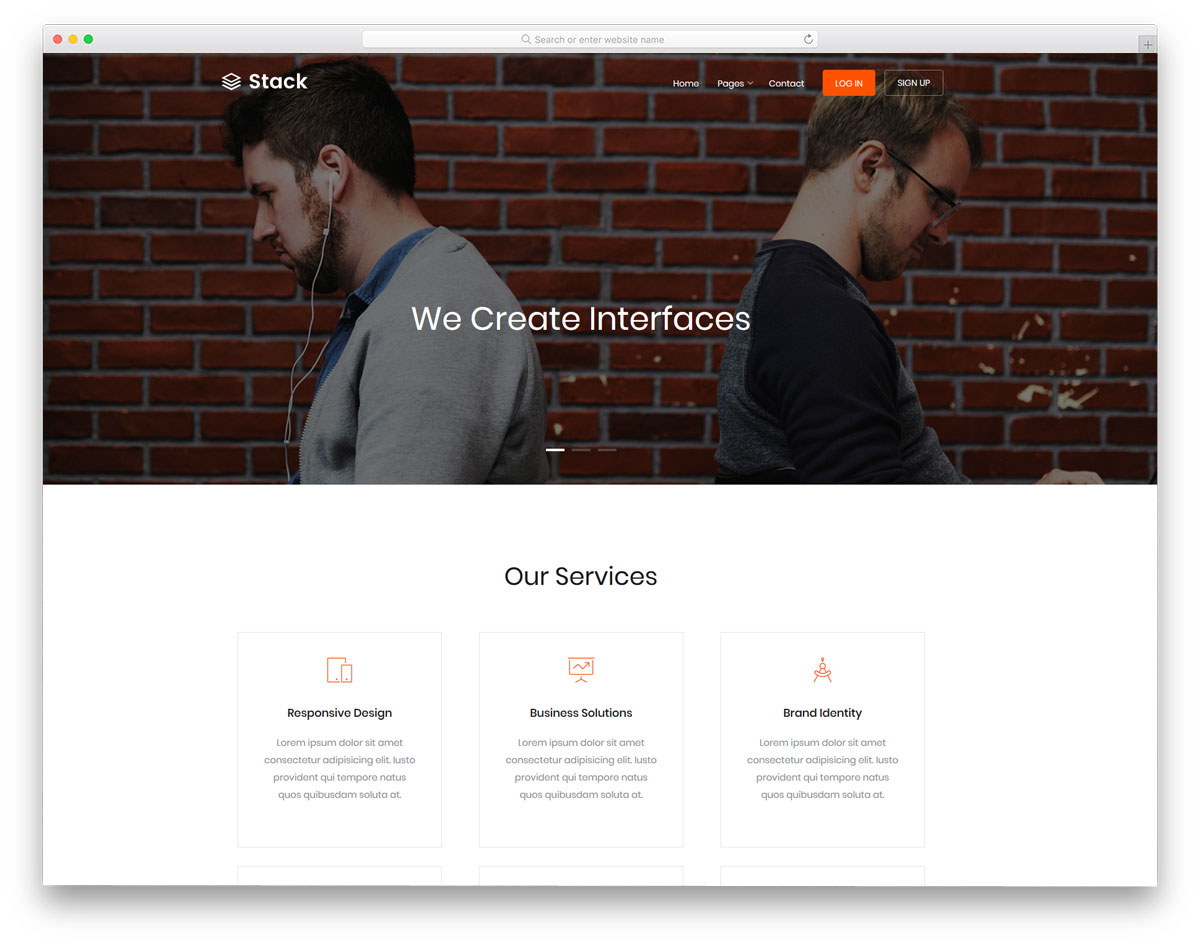 Search or enter website name
Stack
Home Pages Contact LOG IN SIGN UP
We Create Interfaces
Our Services
Responsive Design
Lorem ipsum dolor sit amet
consectetur adipisicing elit. Iusto
provident qui tempore natus
quos quibusdam soluta at.
Business Solutions
Lorem ipsum dolor sit amet
consectetur adipisicing elit. Iusto
provident qui tempore natus
quos quibusdam soluta at.
Brand Identity
Lorem ipsum dolor sit amet
consectetur adipisicing elit. Iusto
provident qui tempore natus
quos quibusdam soluta at.